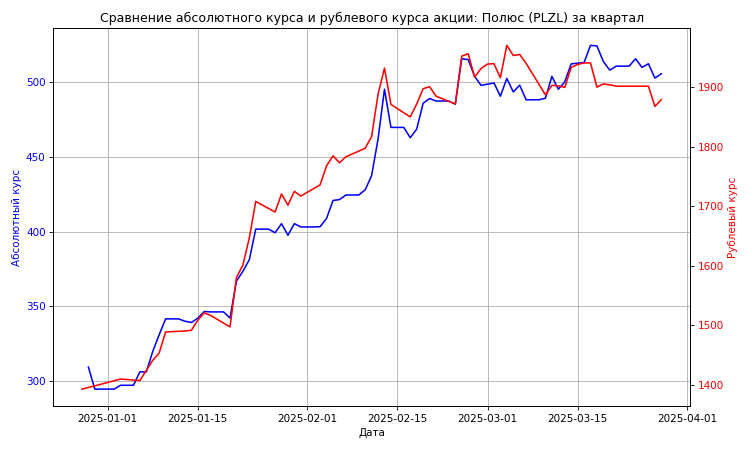 Сравнение абсолютного курса и рублевого курса акции: Полюс (PLZL) за квартал
Абсолютный курс
500
450
400
350
300
1900
1800
1700
1600
1500
1400
Рублевый курс
2025-01-01 2025-01-15 2025-02-01 2025-02-15 2025-03-01 2025-03-15 2025-04-01
Дата